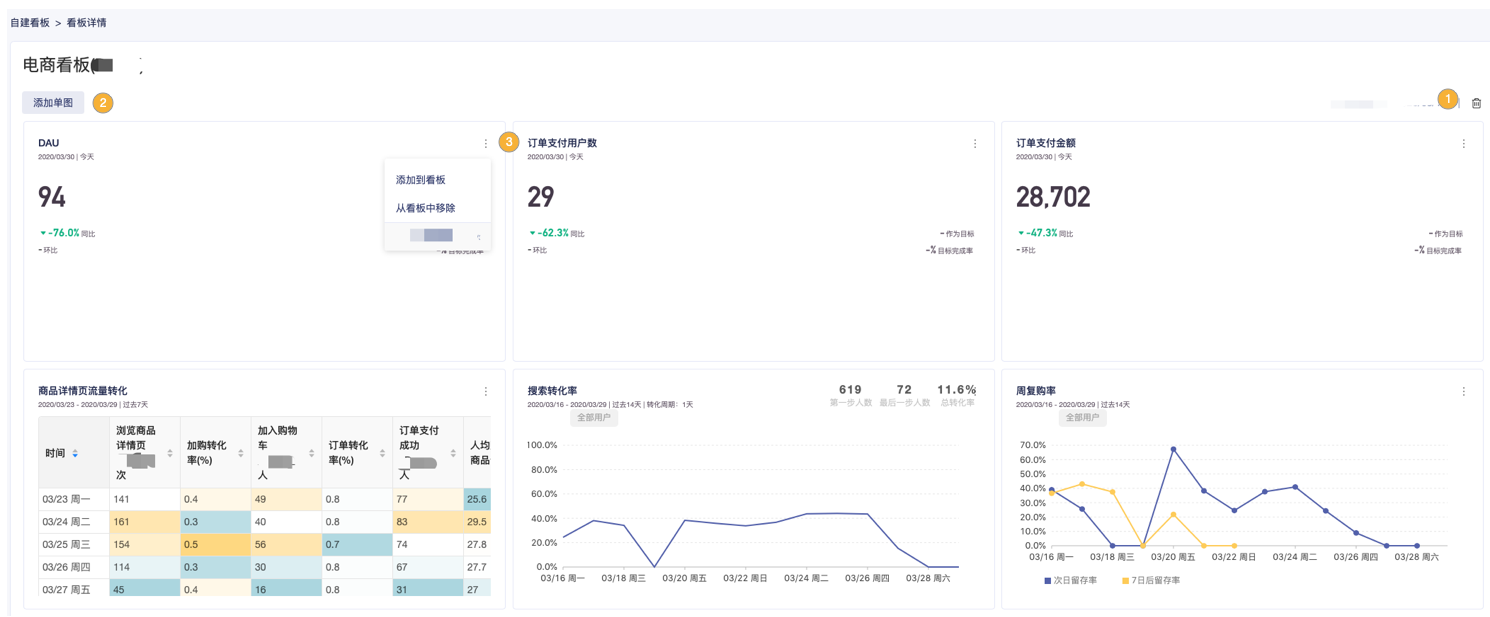 自建看板 > 看板详情
电商看板(
添加单图 2
1
DAU
2020/03/30 | 今天
94
-76.0% 同比
- 环比
-% 目标完成率
添加到看板
从看板中移除
3
订单支付用户数
2020/03/30 | 今天
29
-62.3% 同比
- 作为目标
- 环比
-% 目标完成率
订单支付金额
2020/03/30 | 今天
28,702
-47.3% 同比
- 作为目标
- 环比
-% 目标完成率
商品详情页流量转化
2020/03/23 - 2020/03/29 | 过去7天
时间 浏览商品详情页 次 加购转化率(%) 加入购物车 人 订单转化率(%) 订单支付成功 人 人均商品
03/23 周一 141 0.4 49 0.8 77 25.6
03/24 周二 161 0.3 40 0.8 83 29.5
03/25 周三 154 0.5 56 0.7 74 27.8
03/26 周四 114 0.3 30 0.8 67 27.7
03/27 周五 45 0.4 16 0.8 31 27
搜索转化率
2020/03/16 - 2020/03/29 | 过去14天 | 转化周期：1天
619 72 11.6%
第一步人数 最后一步人数 总转化率
全部用户
100.0%
80.0%
60.0%
40.0%
20.0%
0.0%
03/16 周一 03/18 周三 03/20 周五 03/22 周日 03/24 周二 03/26 周四 03/28 周六
周复购率
2020/03/16 - 2020/03/29 | 过去14天
全部用户
70.0%
60.0%
50.0%
40.0%
30.0%
20.0%
10.0%
0.0%
03/16 周一 03/18 周三 03/20 周五 03/22 周日 03/24 周二 03/26 周四 03/28 周六
次日留存率 7日后留存率